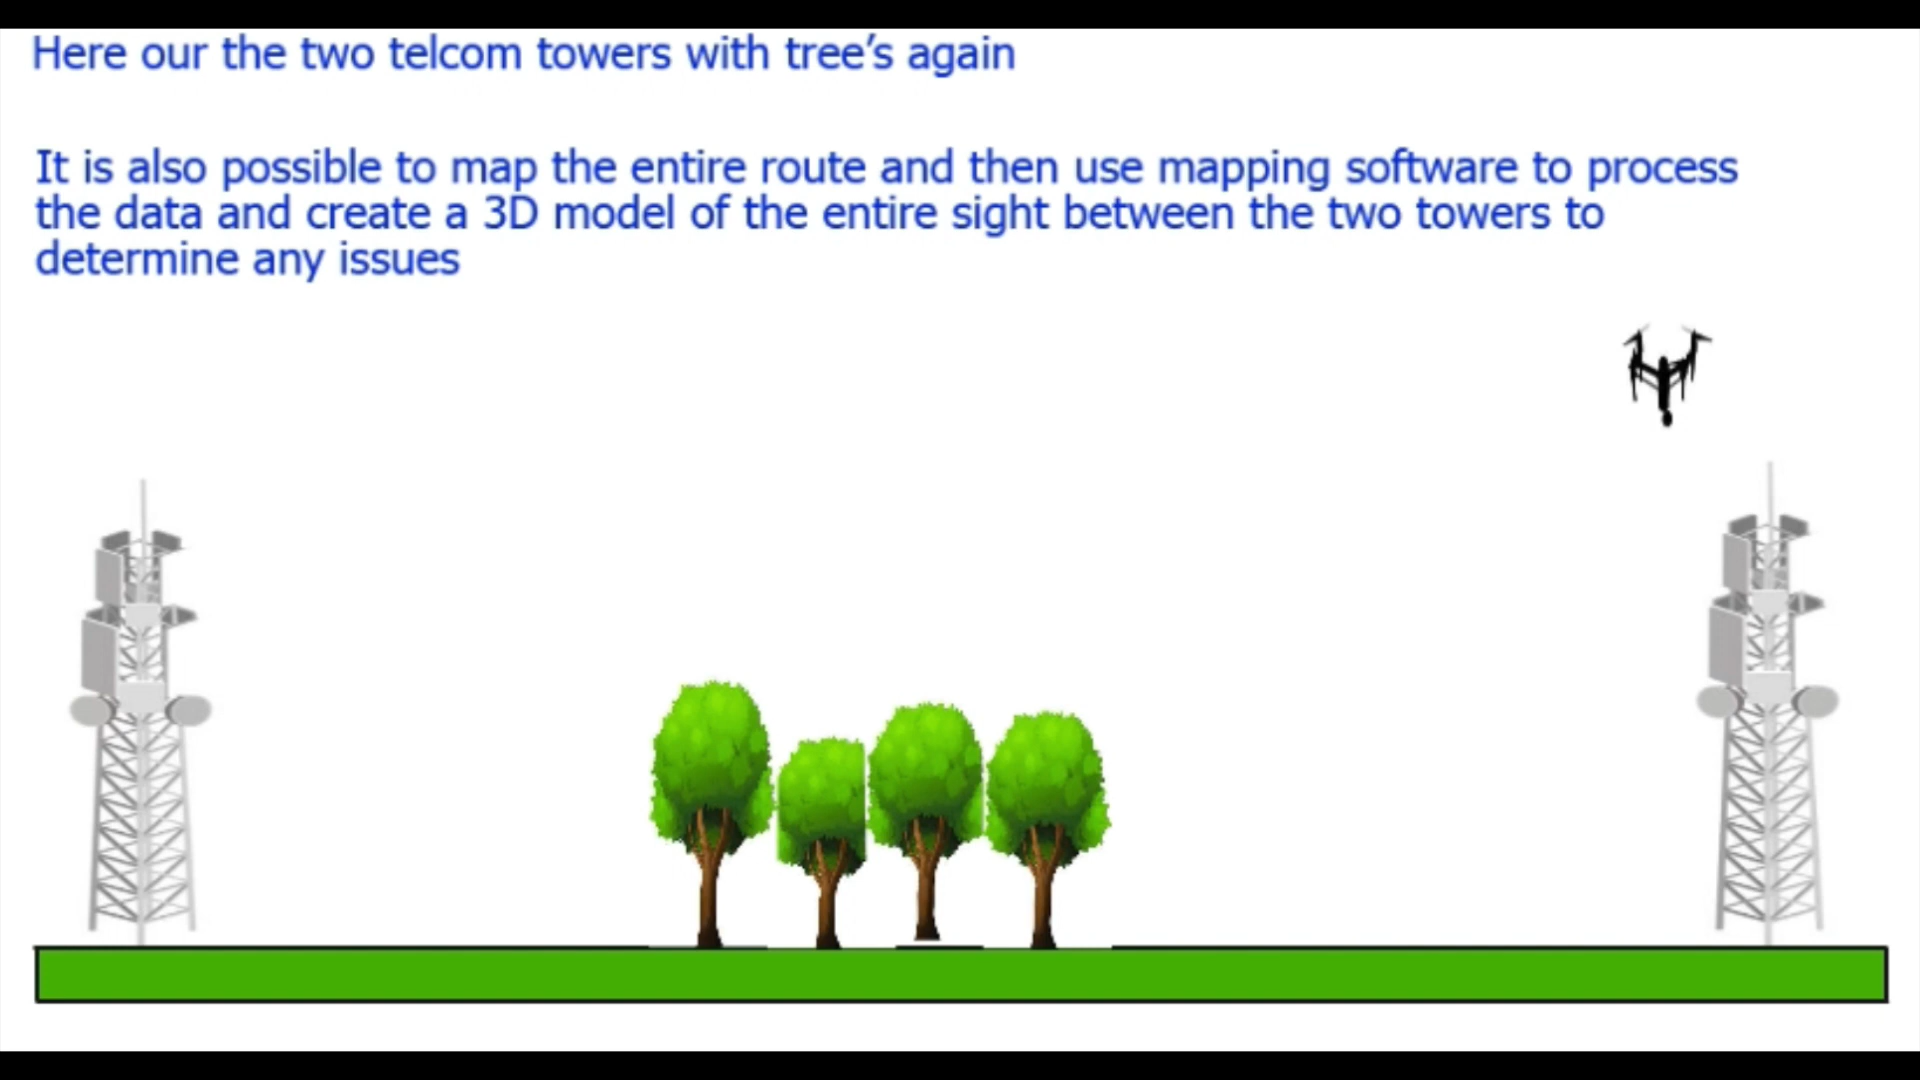 Here our the two telcom towers with tree’s again
It is also possible to map the entire route and then use mapping software to process
the data and create a 3D model of the entire sight between the two towers to
determine any issues